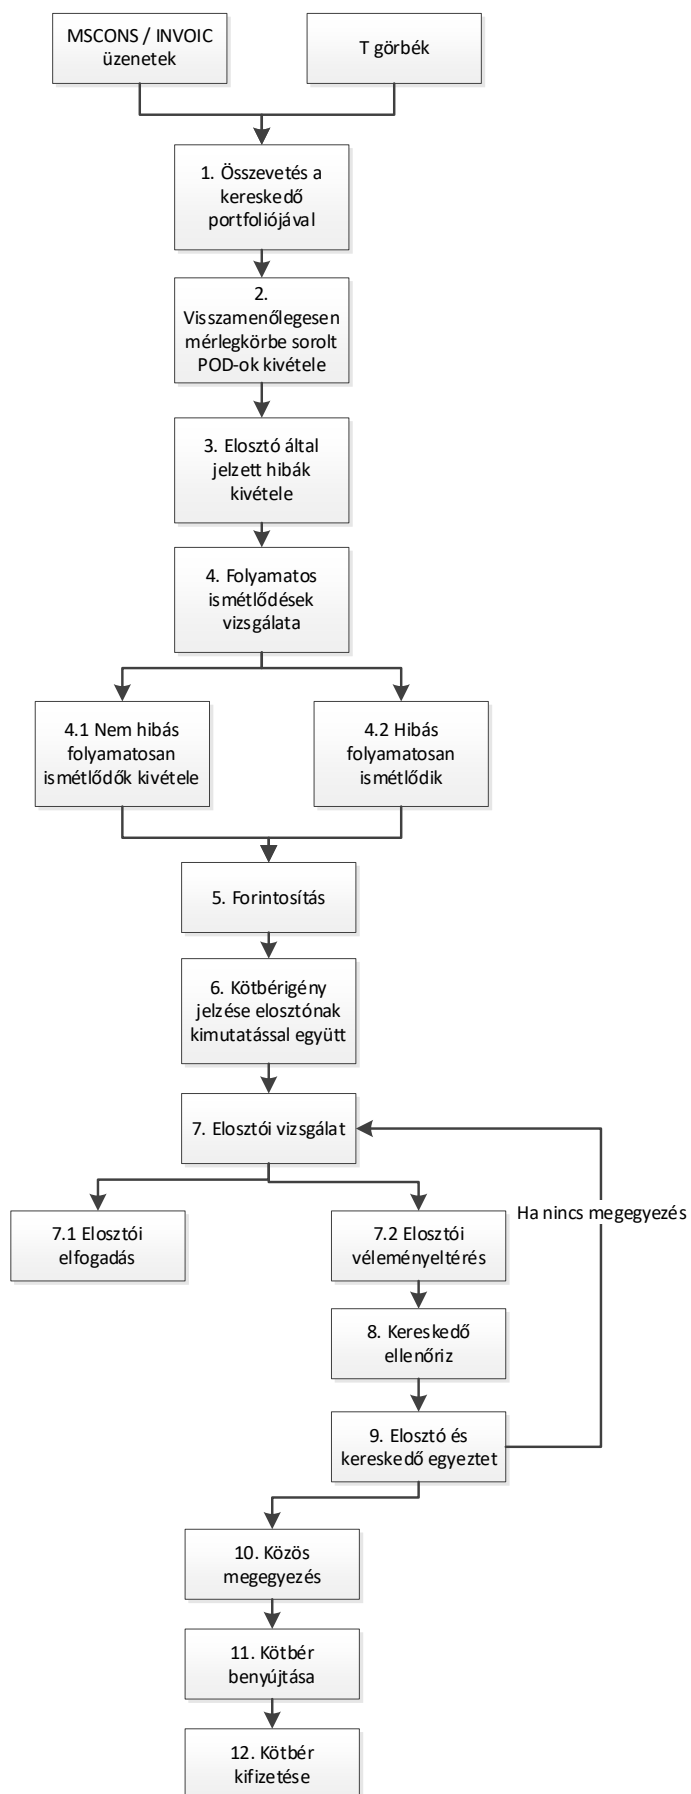 MSCONS / INVOIC
üzenetek
T görbék
1. Összevetés a
kereskedő
portfoliójával
2.
Visszamenőlegesen
mérlegkörbe sorolt
POD-ok kivétele
3. Elosztó által
jelzett hibák
kivétele
4. Folyamatos
ismétlődések
vizsgálata
4.1 Nem hibás
folyamatosan
ismétlődők kivétele
4.2 Hibás
folyamatosan
ismétlődik
5. Forintosítás
6. Kötbérigény
jelzése elosztónak
kimutatással együtt
7. Elosztói vizsgálat
7.1 Elosztói
elfogadás
7.2 Elosztói
véleményeltérés
Ha nincs megegyezés
8. Kereskedő
ellenőriz
9. Elosztó és
kereskedő egyeztet
10. Közös
megegyezés
11. Kötbér
benyújtása
12. Kötbér
kifizetése